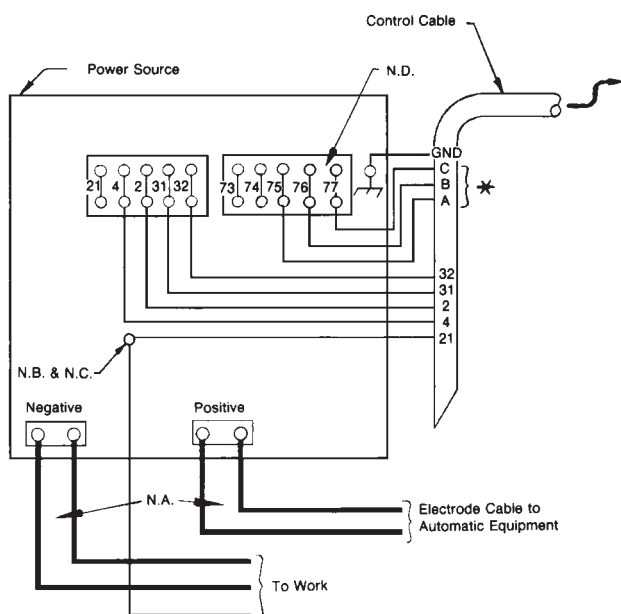 Control Cable
Power Source
N.D.
GND
C
B
A
*
21 4 2 31 32
73 74 75 76 77
32
31
2
4
21
N.B. & N.C.
Negative
Positive
N.A.
Electrode Cable to
Automatic Equipment
To Work